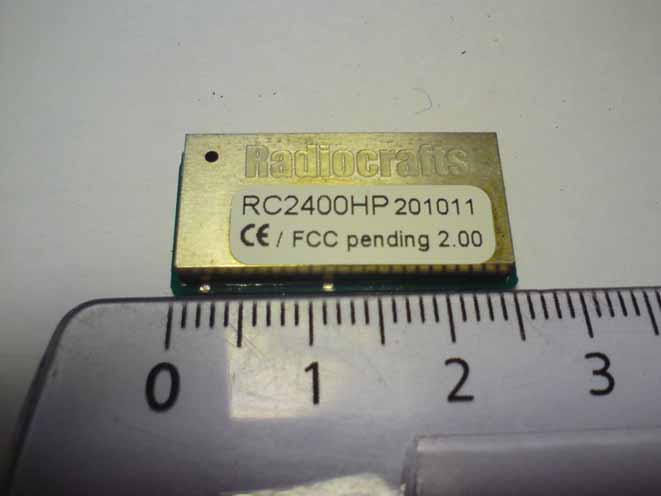 Radiocrafts
RC2400HP 201011
CE / FCC pending 2.00
0 1 2 3